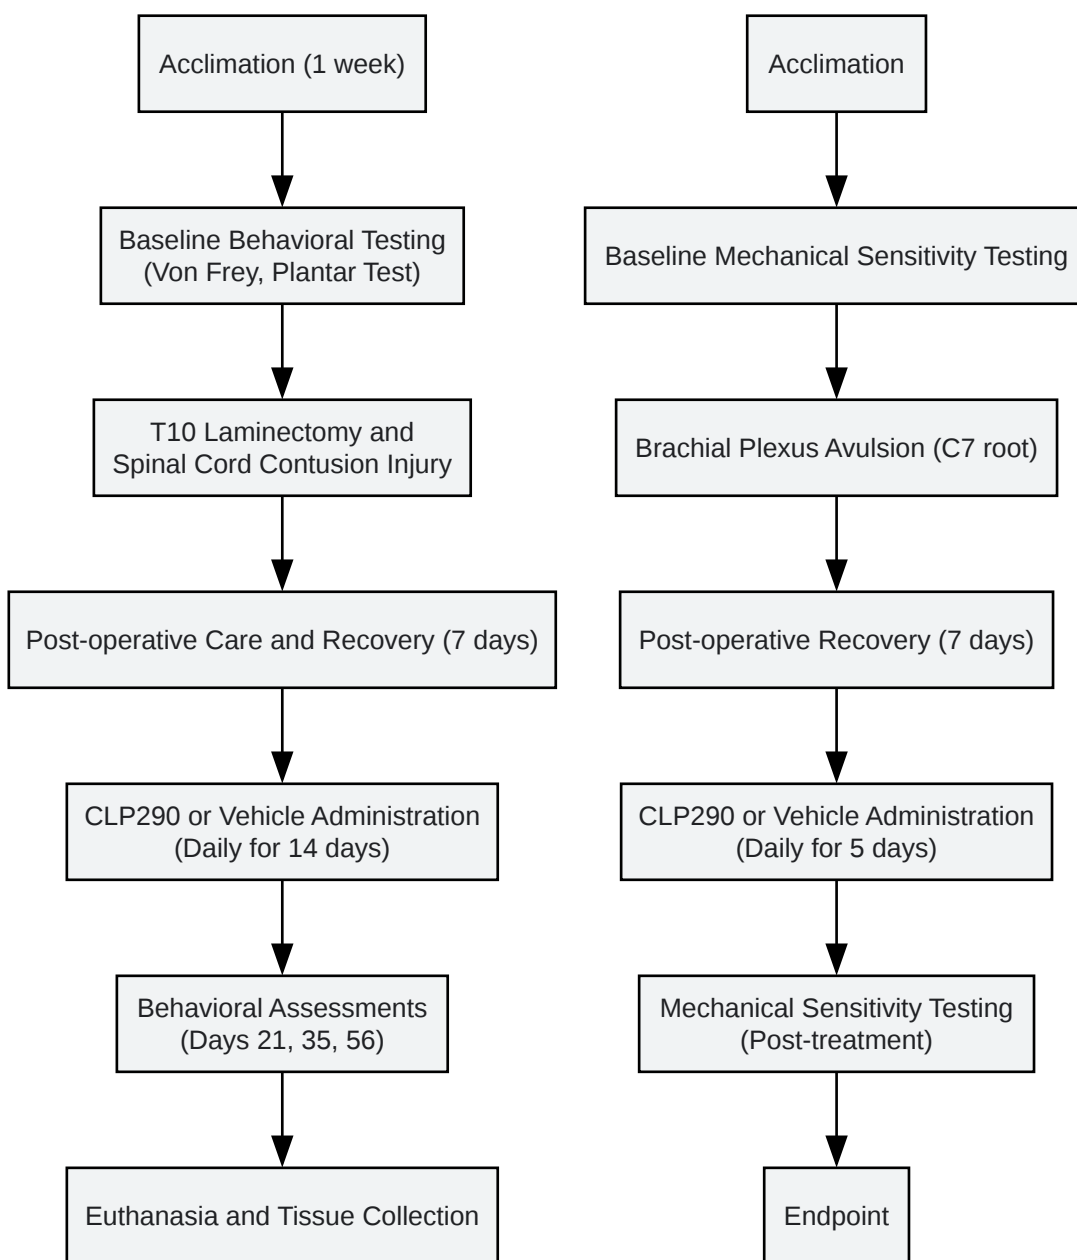 Acclimation (1 week)
Baseline Behavioral Testing
(Von Frey, Plantar Test)
T10 Laminectomy and
Spinal Cord Contusion Injury
Post-operative Care and Recovery (7 days)
CLP290 or Vehicle Administration
(Daily for 14 days)
Behavioral Assessments
(Days 21, 35, 56)
Euthanasia and Tissue Collection
Acclimation
Baseline Mechanical Sensitivity Testing
Brachial Plexus Avulsion (C7 root)
Post-operative Recovery (7 days)
CLP290 or Vehicle Administration
(Daily for 5 days)
Mechanical Sensitivity Testing
(Post-treatment)
Endpoint